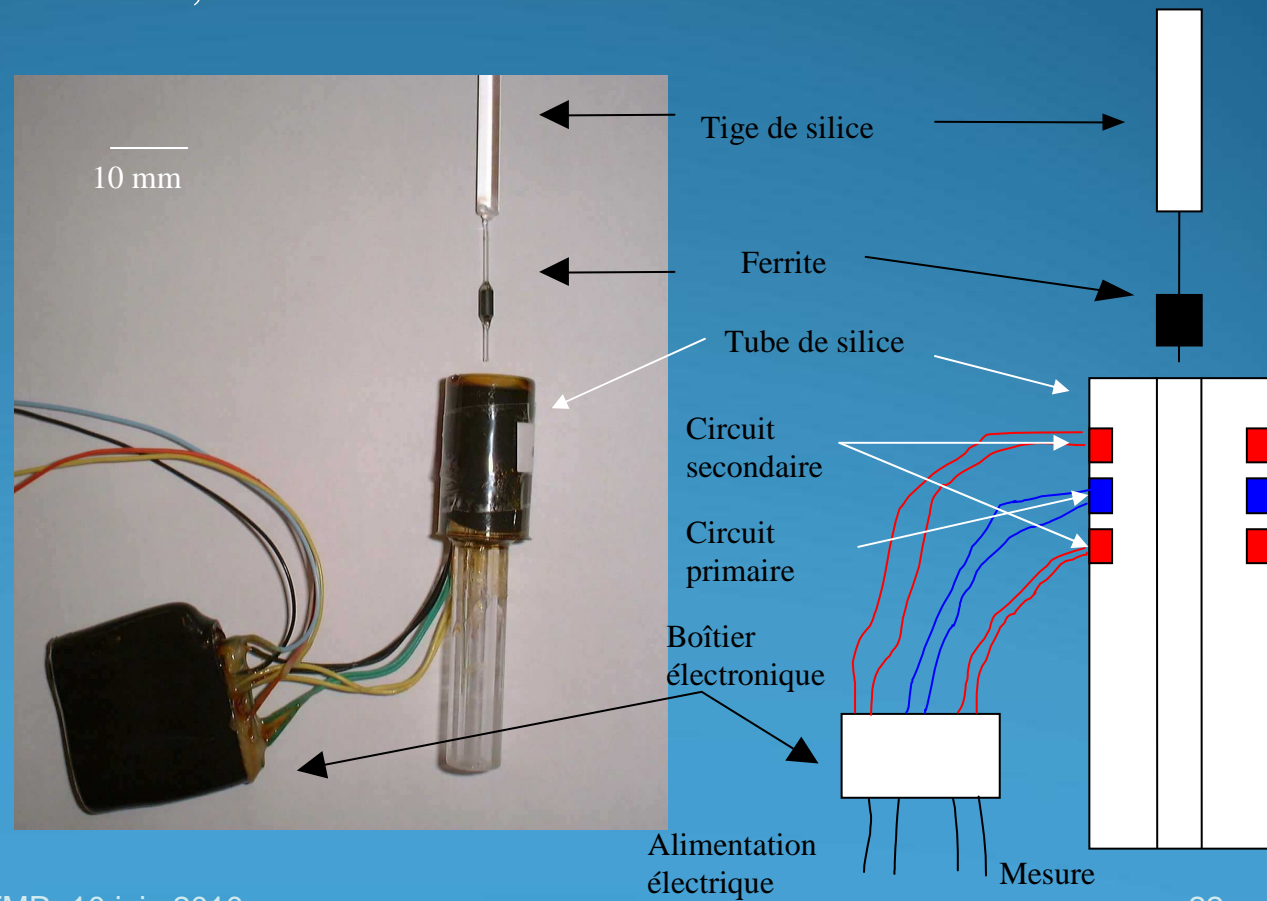 10 mm
Tige de silice
Ferrite
Tube de silice
Circuit
secondaire
Circuit
primaire
Boîtier
électronique
Alimentation
électrique
Mesure